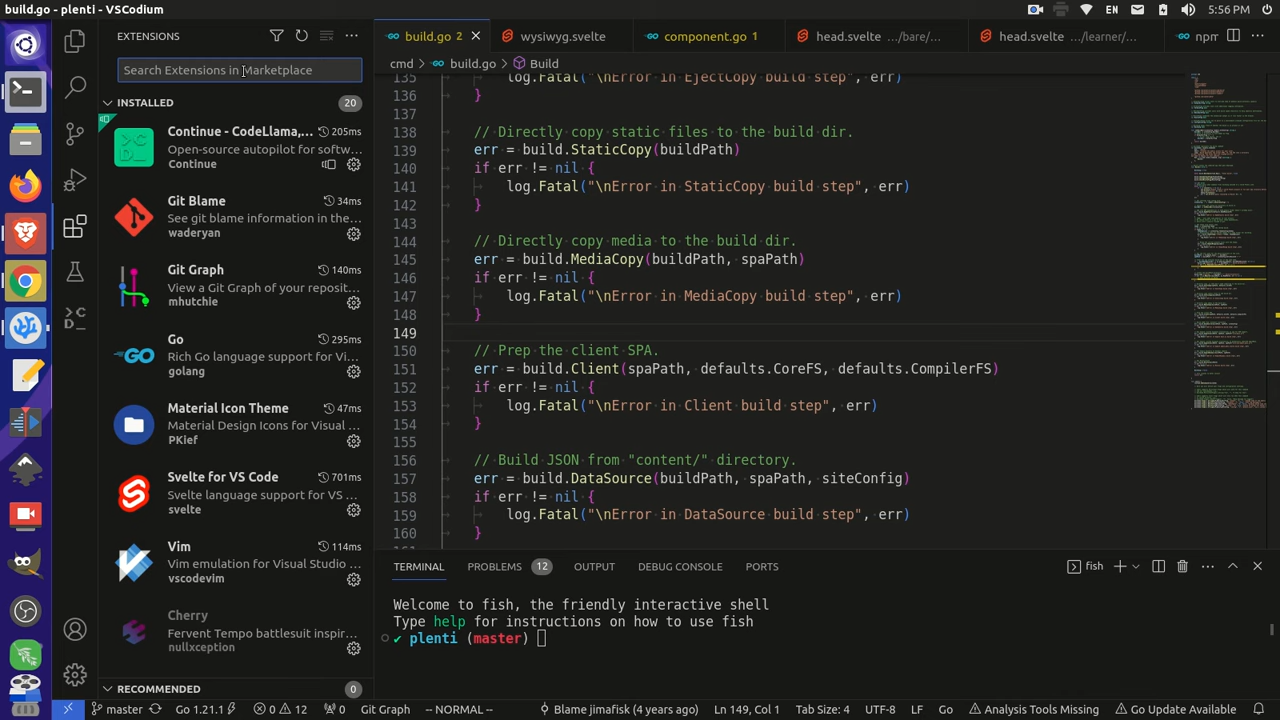 build.go - plenti - VSCodium
EN
5:56 PM
EXTENSIONS
Search Extensions in Marketplace
INSTALLED
20
Continue - CodeLlama,...
Open-source autopilot for softw...
Continue
Git Blame
See git blame information in the...
waderyan
Git Graph
140ms
View a Git Graph of your reposit...
mhutchie
Go
295ms
Rich Go language support for Vi...
golang
Material Icon Theme
47ms
Material Design Icons for Visual ...
PKief
Svelte for VS Code
701ms
Svelte language support for VS ...
svelte
Vim
114ms
Vim emulation for Visual Studio ...
vscodevim
Cherry
Fervent Tempo battlesuit inspir...
nullxception
RECOMMENDED
0
build.go 2
wysiwyg.svelte
component.go 1
head.svelte .../bare/...
head.svelte .../learner/...
npm
cmd > build.go > Build
135 log.Fatal("\nError in EjectCopy build step", err)
136 }
137
138 // Directly copy static files to the build dir.
139 err = build.StaticCopy(buildPath)
140 if err != nil {
141 log.Fatal("\nError in StaticCopy build step", err)
142 }
143
144 // Directly copy media to the build dir.
145 err = build.MediaCopy(buildPath, spaPath)
146 if err != nil {
147 log.Fatal("\nError in MediaCopy build step", err)
148 }
149
150 client SPA.
151 err = build.Client(spaPath, defaults.CoreFS, defaults.CompilerFS)
152 if err != nil {
153 log.Fatal("\nError in Client build step", err)
154 }
155
156 // Build JSON from "content/" directory.
157 err = build.DataSource(buildPath, spaPath, siteConfig)
158 if err != nil {
159 log.Fatal("\nError in DataSource build step", err)
160 }
TERMINAL
PROBLEMS 12
OUTPUT
DEBUG CONSOLE
PORTS
fish
Welcome to fish, the friendly interactive shell
Type help for instructions on how to use fish
✔ plenti (master)
master
Go 1.21.1
0 12
0
Git Graph
-- NORMAL --
Blame jimafisk (4 years ago)
Ln 149, Col 1
Tab Size: 4
UTF-8
LF
Go
Analysis Tools Missing
Go Update Available